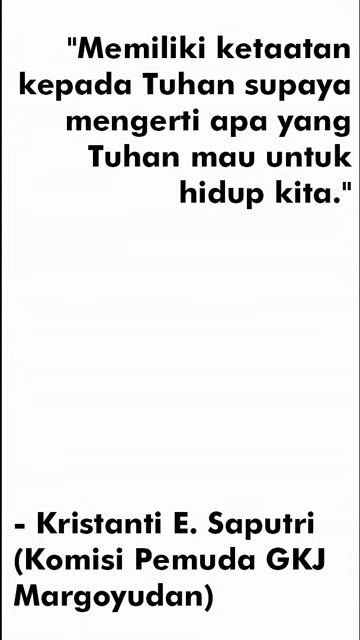 "Memiliki ketaatan
kepada Tuhan supaya
mengerti apa yang
Tuhan mau untuk
hidup kita."
- Kristanti E. Saputri
(Komisi Pemuda GKJ
Margoyudan)